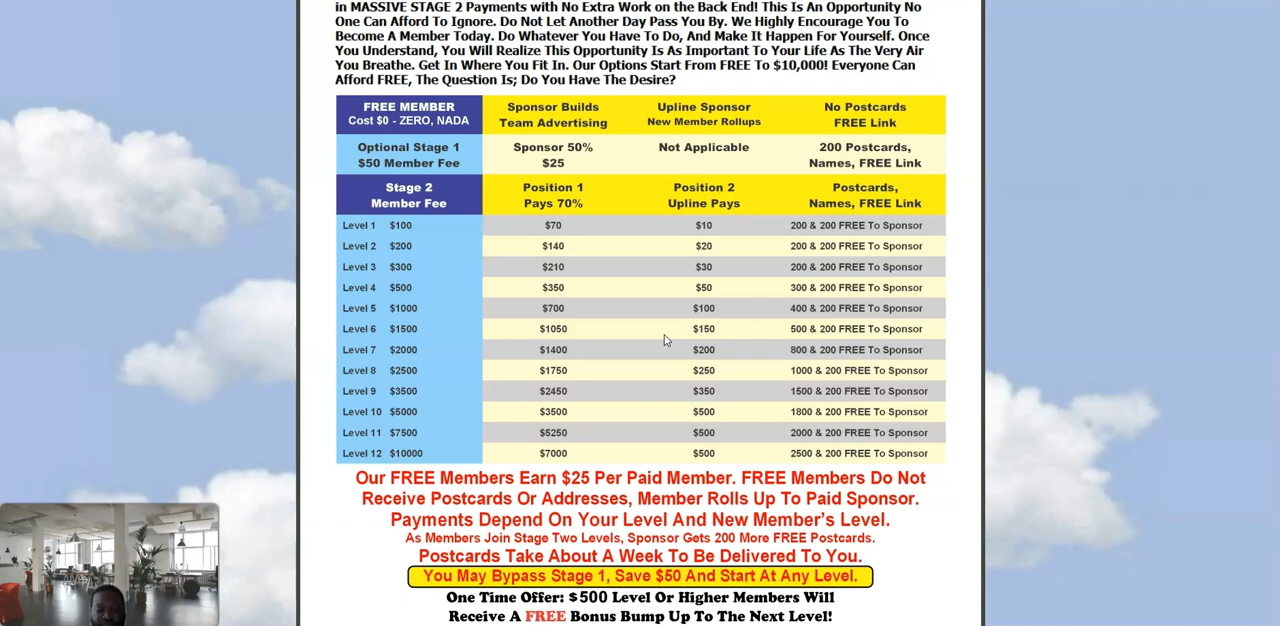 in MASSIVE STAGE 2 Payments with No Extra Work on the Back End! This Is An Opportunity No
One Can Afford To Ignore. Do Not Let Another Day Pass You By. We Highly Encourage You To
Become A Member Today. Do Whatever You Have To Do, And Make It Happen For Yourself. Once
You Understand, You Will Realize This Opportunity Is As Important To Your Life As The Very Air
You Breathe. Get In Where You Fit In. Our Options Start From FREE To $10,000! Everyone Can
Afford FREE, The Question Is; Do You Have The Desire?
FREE MEMBER Sponsor Builds Upline Sponsor No Postcards
Cost $0 - ZERO, NADA Team Advertising New Member Rollups FREE Link
Optional Stage 1 Sponsor 50% Not Applicable 200 Postcards,
$50 Member Fee $25 Names, FREE Link
Stage 2 Position 1 Position 2 Postcards,
Member Fee Pays 70% Upline Pays Names, FREE Link
Level 1 $100 $70 $10 200 & 200 FREE To Sponsor
Level 2 $200 $140 $20 200 & 200 FREE To Sponsor
Level 3 $300 $210 $30 200 & 200 FREE To Sponsor
Level 4 $500 $350 $50 300 & 200 FREE To Sponsor
Level 5 $1000 $700 $100 400 & 200 FREE To Sponsor
Level 6 $1500 $1050 $150 500 & 200 FREE To Sponsor
Level 7 $2000 $1400 $200 800 & 200 FREE To Sponsor
Level 8 $2500 $1750 $250 1000 & 200 FREE To Sponsor
Level 9 $3500 $2450 $350 1500 & 200 FREE To Sponsor
Level 10 $5000 $3500 $500 1800 & 200 FREE To Sponsor
Level 11 $7500 $5250 $500 2000 & 200 FREE To Sponsor
Level 12 $10000 $7000 $500 2500 & 200 FREE To Sponsor
Our FREE Members Earn $25 Per Paid Member. FREE Members Do Not
Receive Postcards Or Addresses, Member Rolls Up To Paid Sponsor.
Payments Depend On Your Level And New Member's Level.
As Members Join Stage Two Levels, Sponsor Gets 200 More FREE Postcards.
Postcards Take About A Week To Be Delivered To You.
You May Bypass Stage 1, Save $50 And Start At Any Level.
One Time Offer: $500 Level Or Higher Members Will
Receive A FREE Bonus Bump Up To The Next Level!